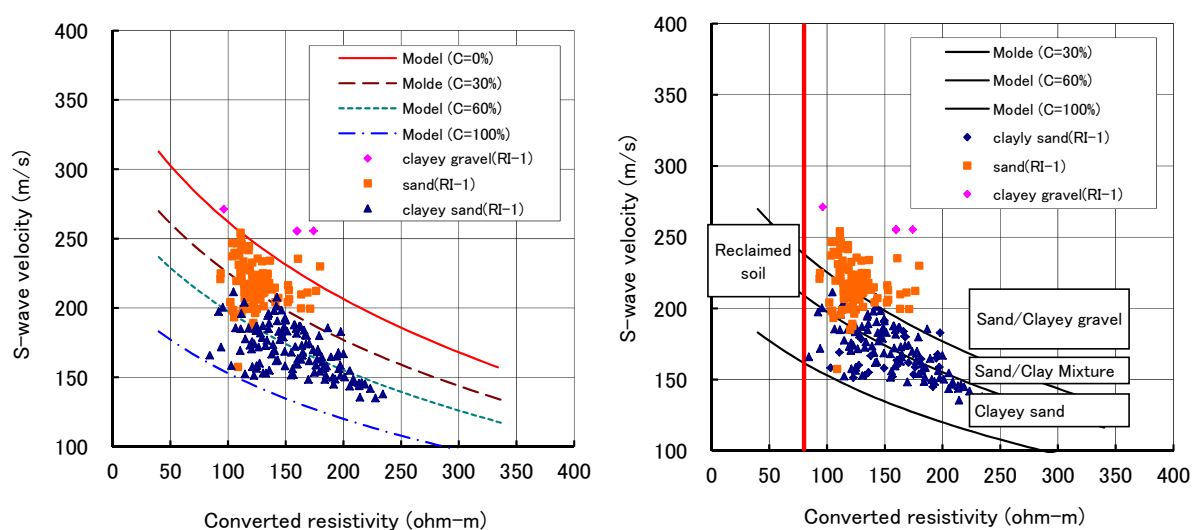 400
350
300
250
200
150
100
0
50
100
150
200
250
300
350
400
S-wave velocity (m/s)
Converted resistivity (ohm-m)
Model (C=0%)
Molde (C=30%)
Model (C=60%)
Model (C=100%)
clayey gravel(RI-1)
sand(RI-1)
clayey sand(RI-1)
400
350
300
250
200
150
100
0
50
100
150
200
250
300
350
400
S-wave velocity (m/s)
Converted resistivity (ohm-m)
Molde (C=30%)
Model (C=60%)
Model (C=100%)
clayly sand(RI-1)
sand(RI-1)
clayey gravel(RI-1)
Reclaimed
soil
Sand/Clayey gravel
Sand/Clay Mixture
Clayey sand